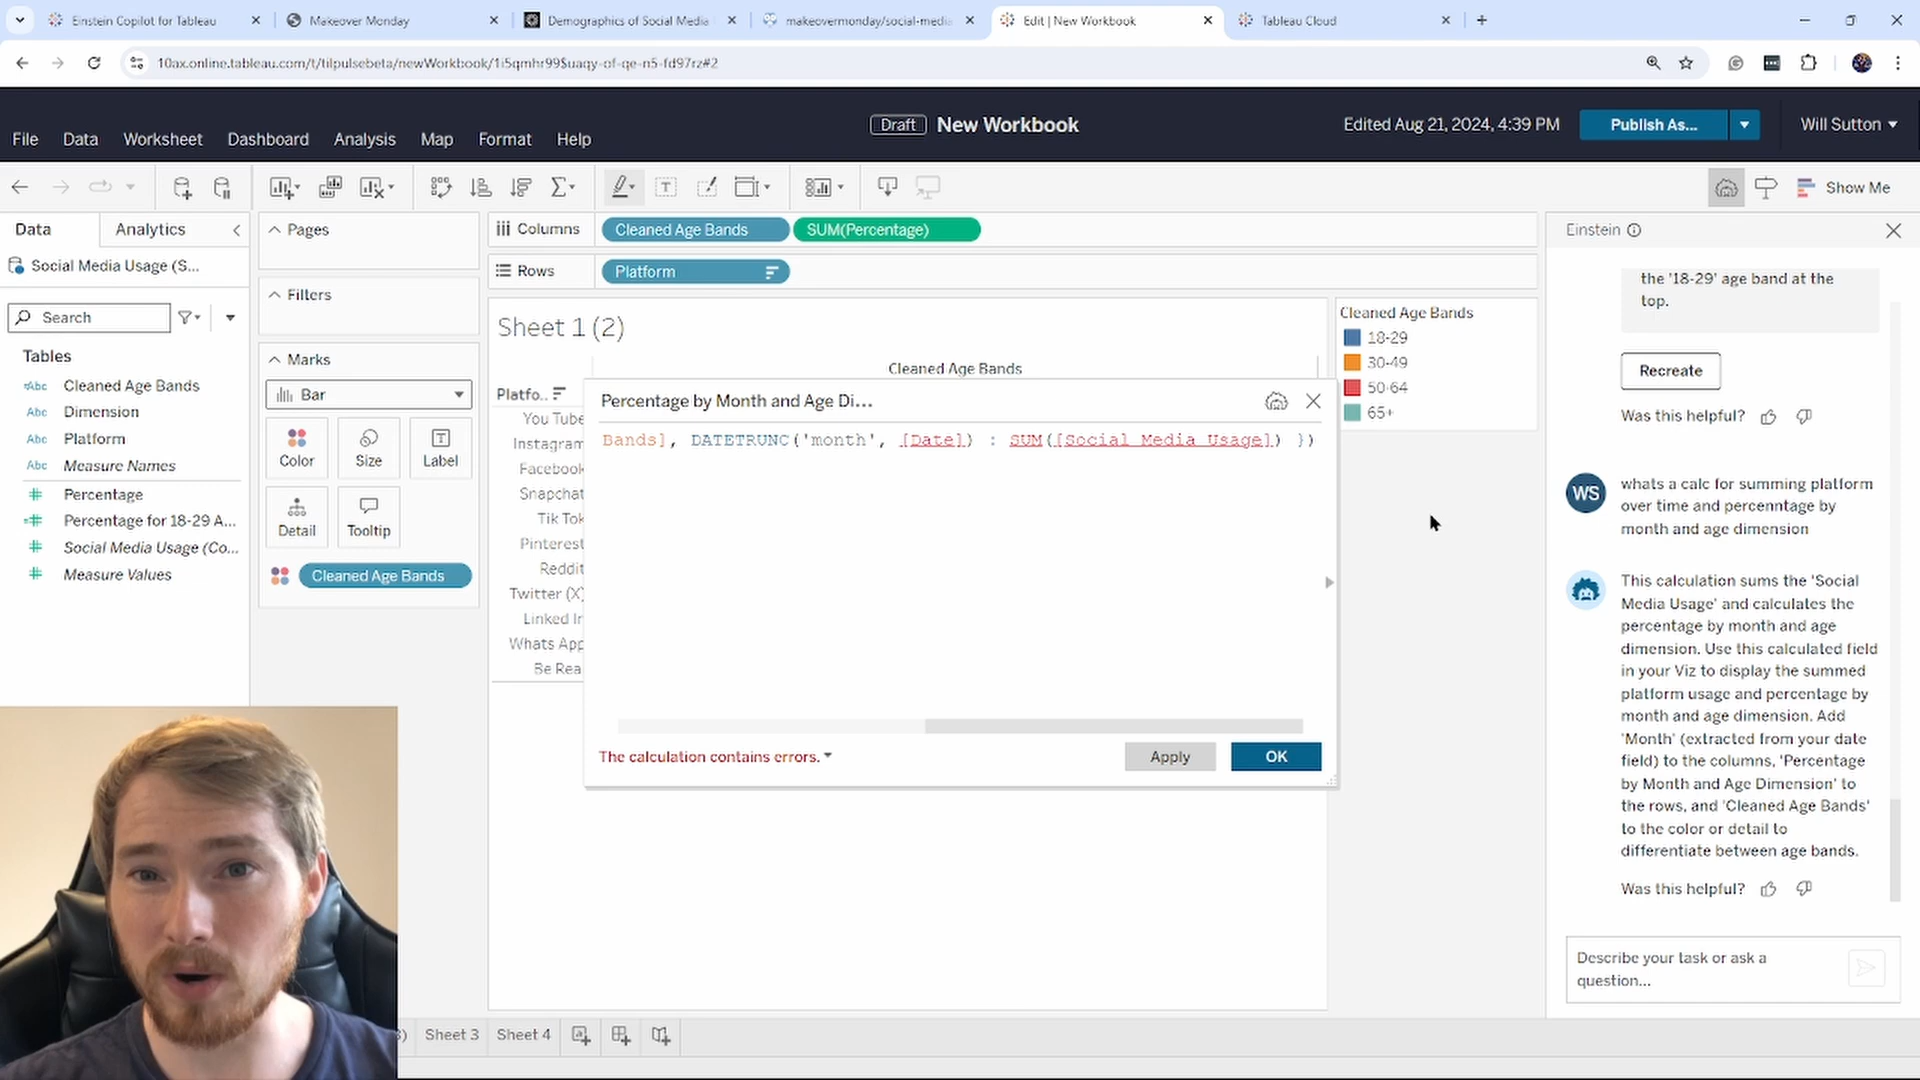 Einstein Copilot for Tableau
Makeover Monday
Demographics of Social Media
makeovermonday/social-media
Edit | New Workbook
Tableau Cloud
10ax.online.tableau.com/t/tilpulsebeta/newWorkbook/1i5qmhr99$uaqy-of-qe-n5-fd97rz#2
Draft New Workbook
Edited Aug 21, 2024, 4:39 PM
Publish As...
Will Sutton
File Data Worksheet Dashboard Analysis Map Format Help
Show Me
Data
Analytics
Social Media Usage (S...
Search
Tables
Abc Cleaned Age Bands
Abc Dimension
Abc Platform
Abc Measure Names
Percentage
Percentage for 18-29 A...
Social Media Usage (Co...
Measure Values
Pages
Filters
Marks
Bar
Color
Size
Label
Detail
Tooltip
Cleaned Age Bands
Columns
Cleaned Age Bands
SUM(Percentage)
Rows
Platform
Sheet 1 (2)
Cleaned Age Bands
Platfo..
You Tube
Instagram
Facebook
Snapchat
Tik Tok
Pinterest
Reddit
Twitter (X)
Linked In
Whats App
Be Rea
Percentage by Month and Age Di...
Bands], DATETRUNC('month', [Date]) : SUM([Social Media Usage]) })
The calculation contains errors.
Apply
OK
Cleaned Age Bands
18-29
30-49
50-64
65+
Einstein
the '18-29' age band at the
top.
Recreate
Was this helpful?
WS
whats a calc for summing platform
over time and percenntage by
month and age dimension
This calculation sums the 'Social
Media Usage' and calculates the
percentage by month and age
dimension. Use this calculated field
in your Viz to display the summed
platform usage and percentage by
month and age dimension. Add
'Month' (extracted from your date
field) to the columns, 'Percentage
by Month and Age Dimension' to
the rows, and 'Cleaned Age Bands'
to the color or detail to
differentiate between age bands.
Was this helpful?
Describe your task or ask a
question...
Sheet 3
Sheet 4